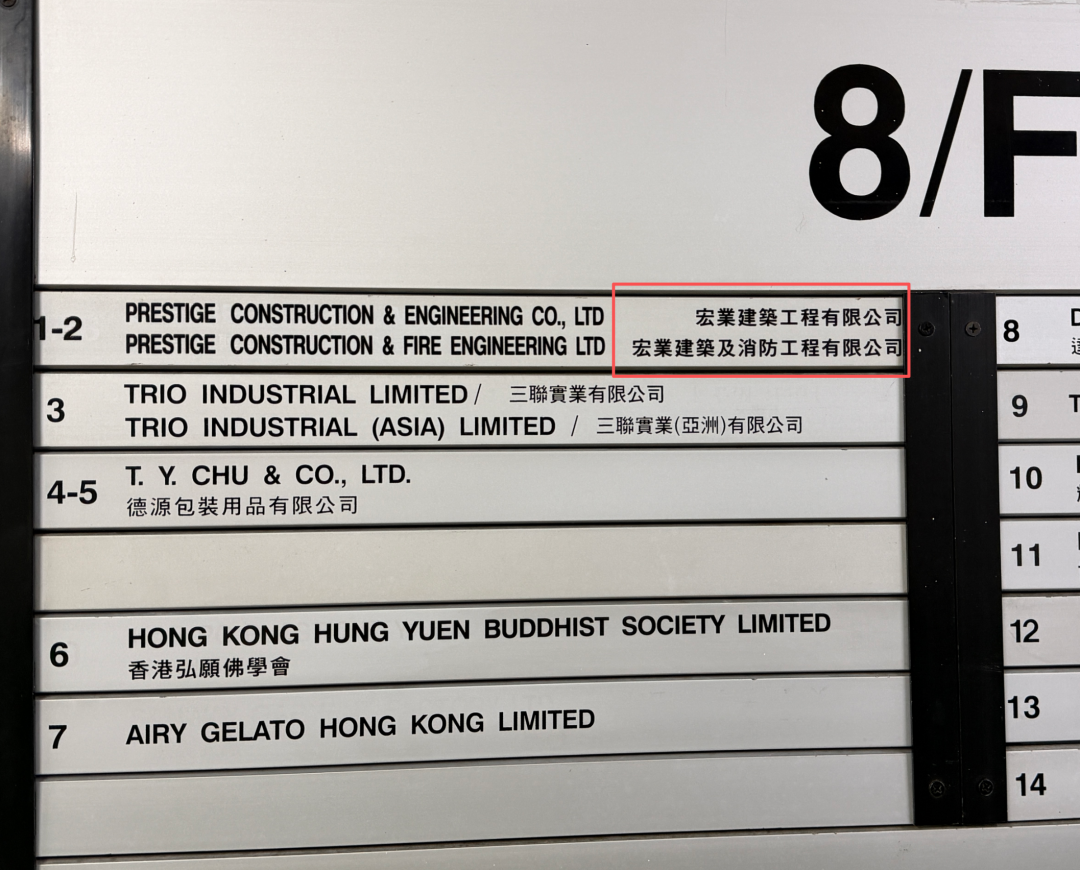 8/F
1-2
PRESTIGE CONSTRUCTION & ENGINEERING CO., LTD 宏業建築工程有限公司
PRESTIGE CONSTRUCTION & FIRE ENGINEERING LTD 宏業建築及消防工程有限公司
3
TRIO INDUSTRIAL LIMITED / 三聯實業有限公司
TRIO INDUSTRIAL (ASIA) LIMITED / 三聯實業(亞洲)有限公司
4-5
T. Y. CHU & CO., LTD.
德源包裝用品有限公司
6
HONG KONG HUNG YUEN BUDDHIST SOCIETY LIMITED
香港弘願佛學會
7
AIRY GELATO HONG KONG LIMITED
8
9
10
11
12
13
14